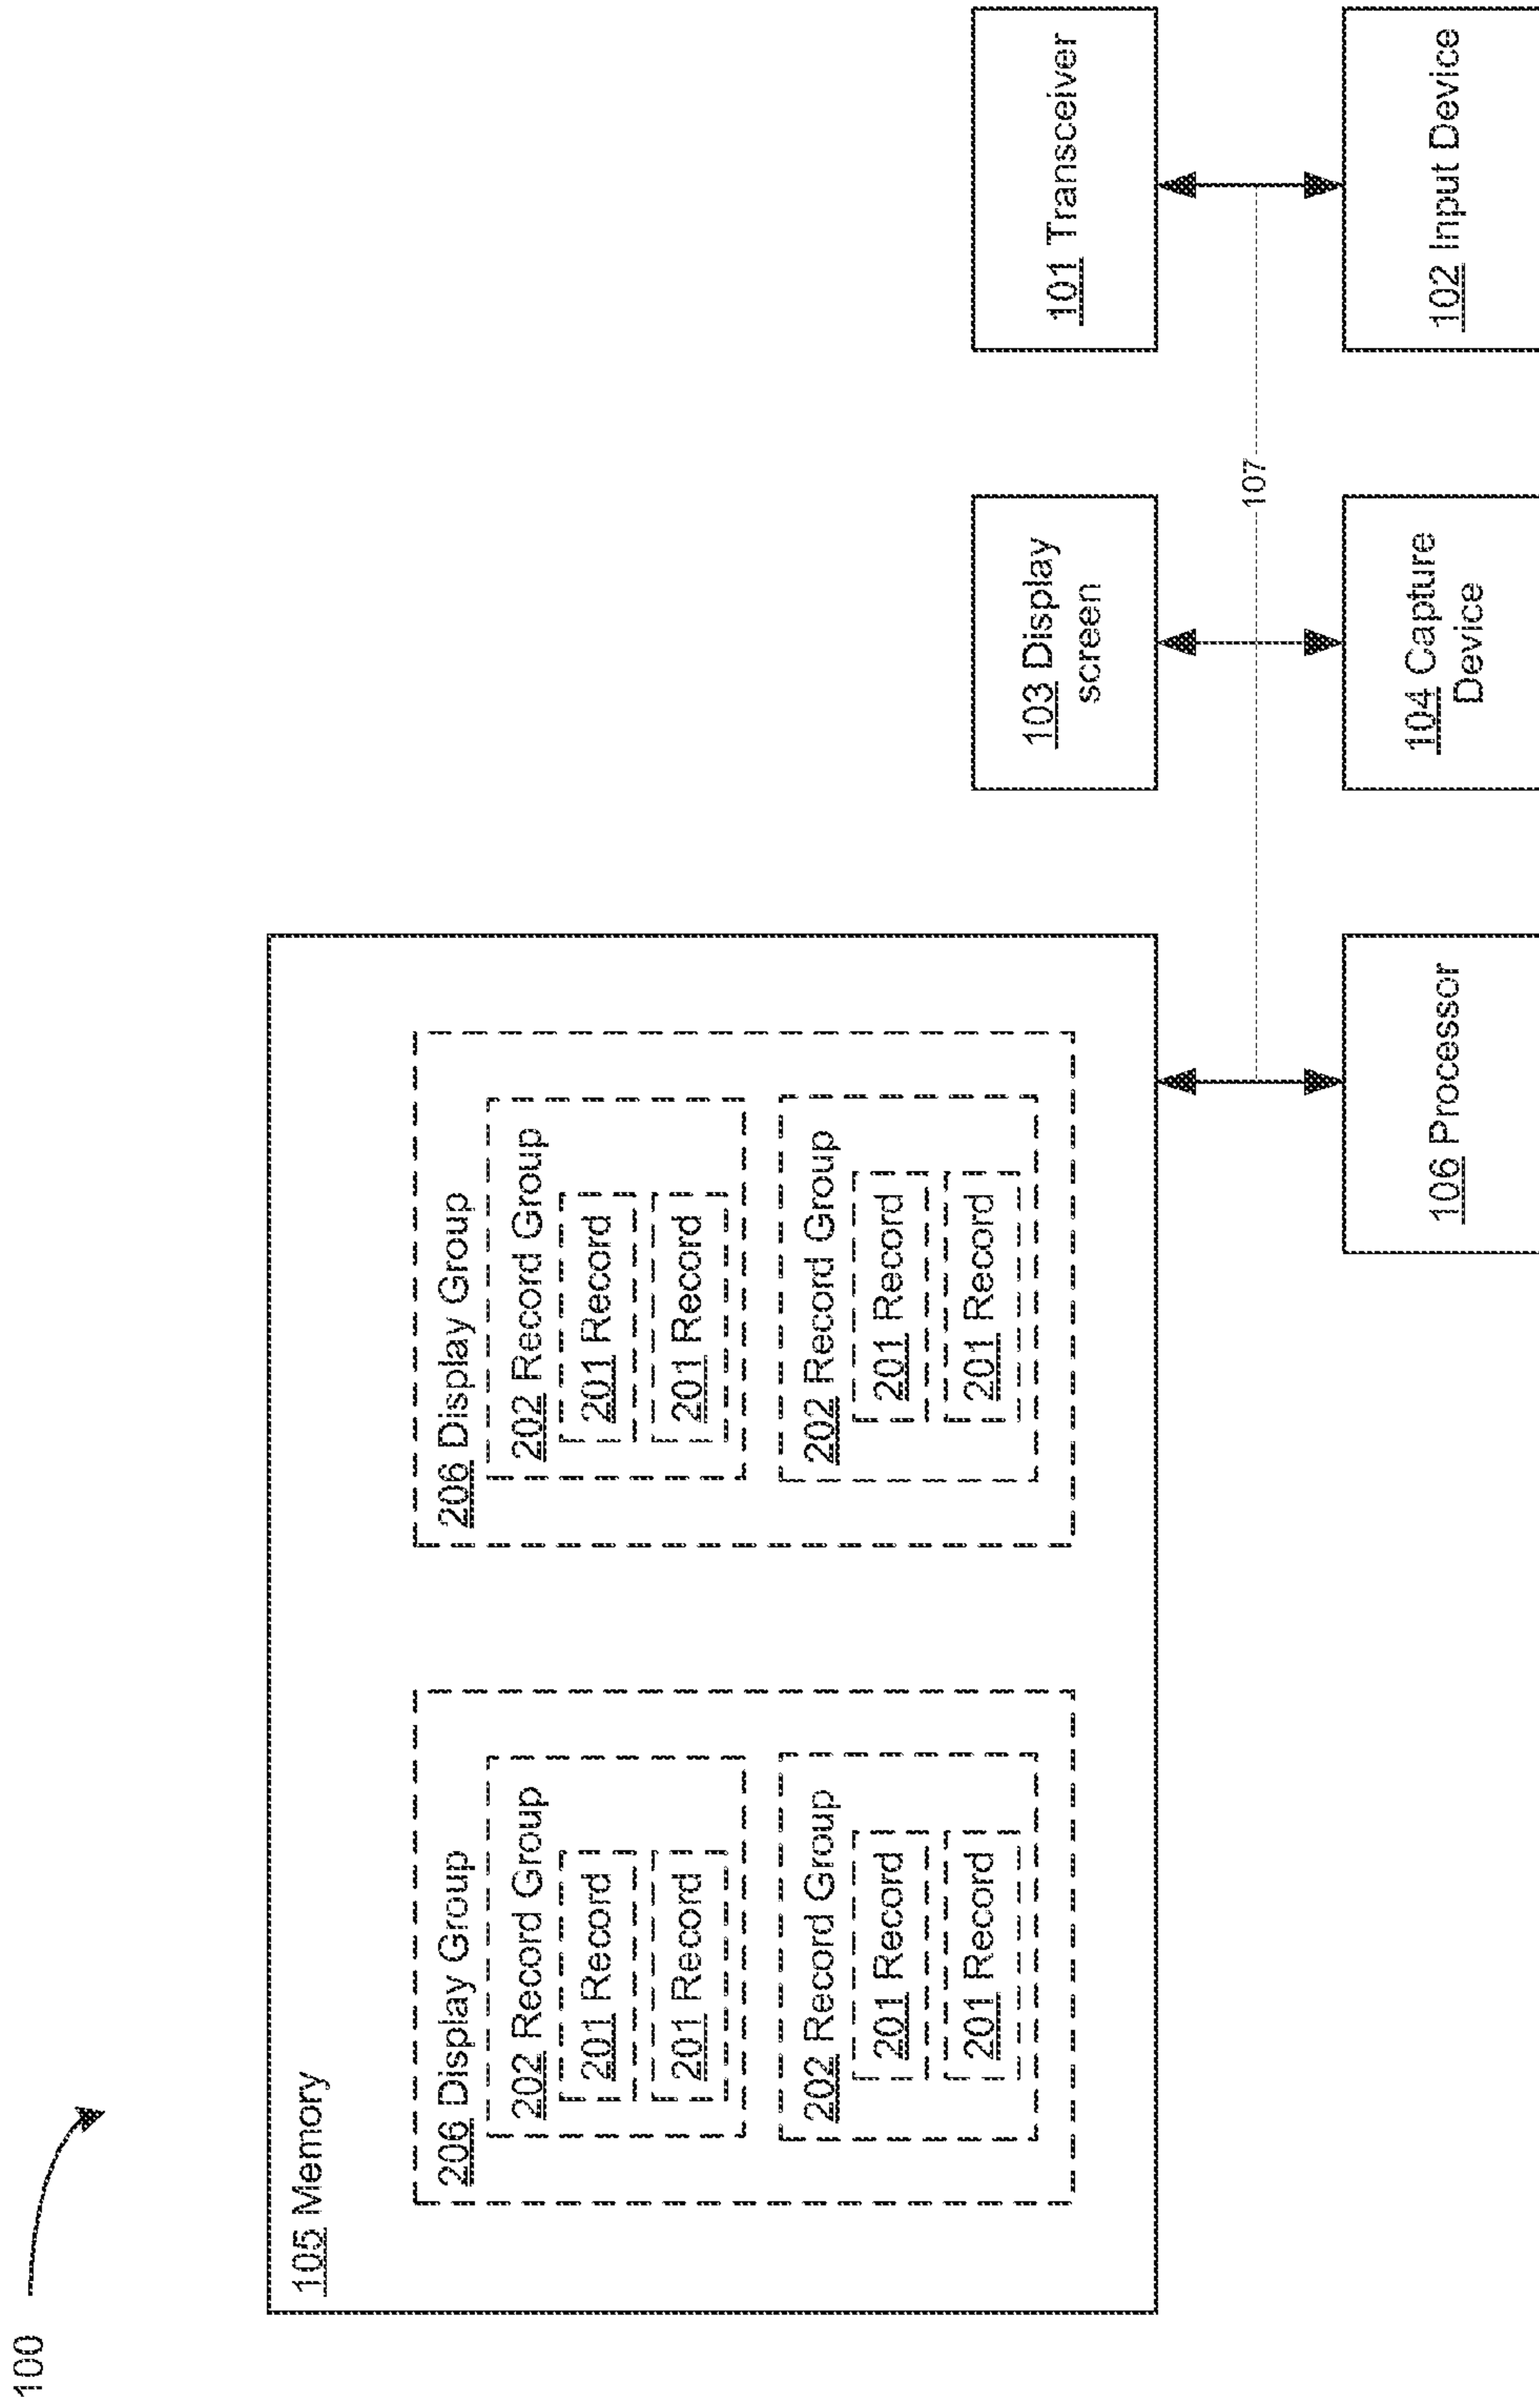 100
105 Memory
206 Display Group
202 Record Group
201 Record
201 Record
202 Record Group
201 Record
201 Record
206 Display Group
202 Record Group
201 Record
201 Record
202 Record Group
201 Record
201 Record
106 Processor
103 Display
screen
104 Capture
Device
107
101 Transceiver
102 Input Device